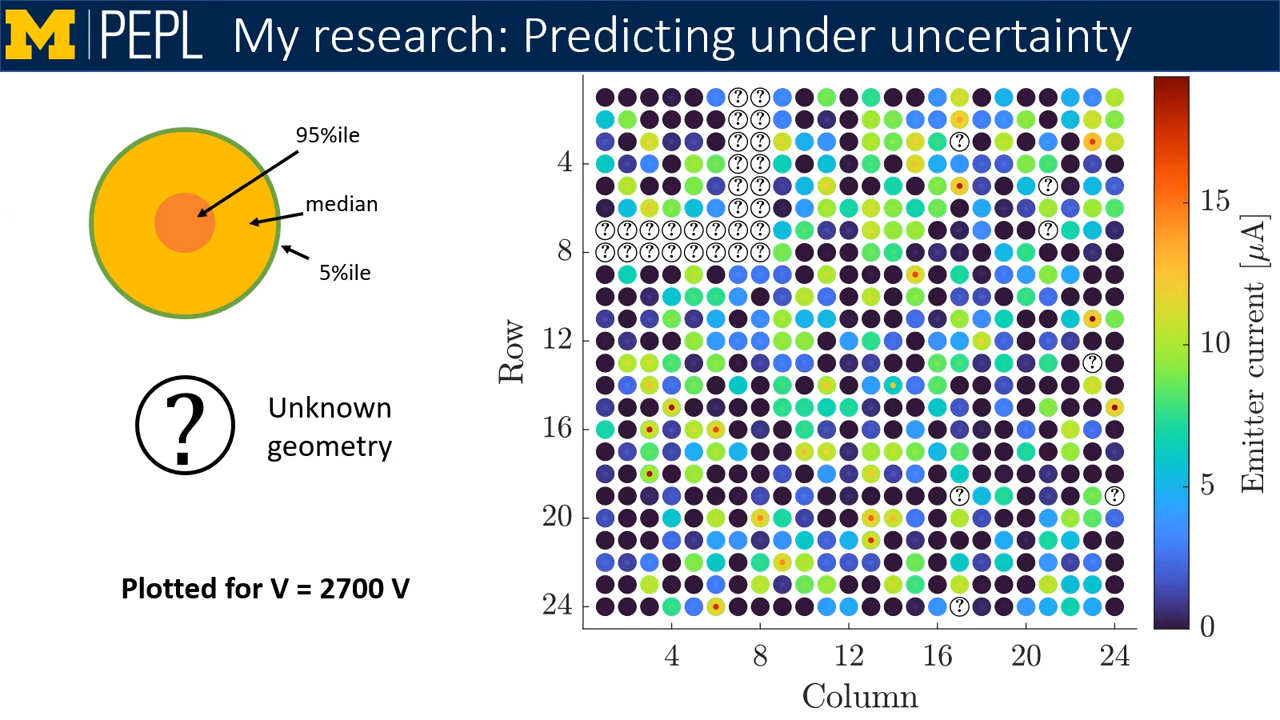 M | PEPL My research: Predicting under uncertainty
95%ile
median
5%ile
?
Unknown
geometry
Plotted for V = 2700 V
Row
4
8
12
16
20
24
4 8 12 16 20 24
Column
? ?
? ?
? ? ?
? ?
? ? ?
? ?
? ? ? ? ? ? ? ? ?
? ? ? ? ? ? ? ?
?
? ?
?
15
10
5
0
Emitter current [μA]